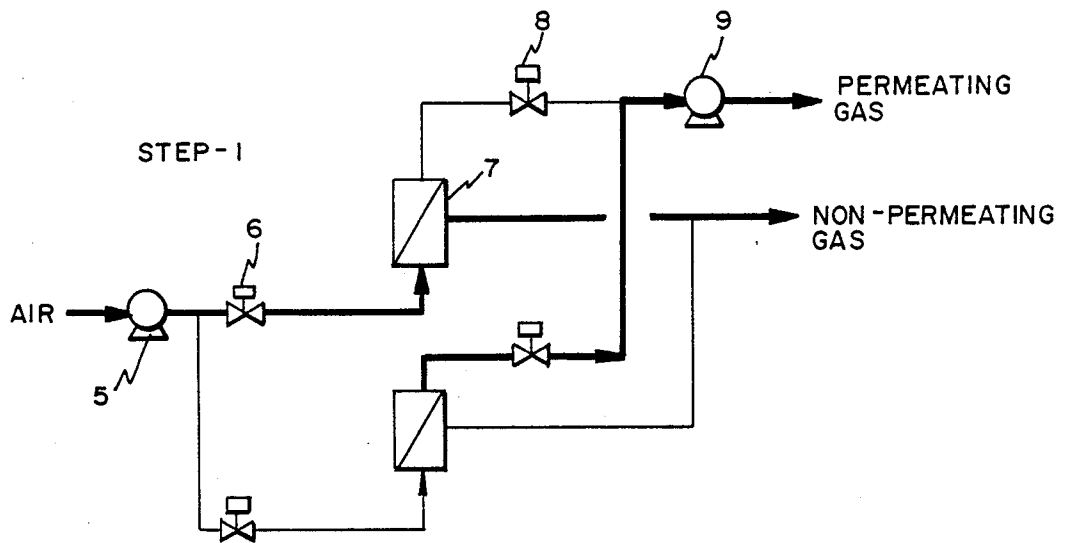 8
9
PERMEATING
GAS
STEP-1
7
NON-PERMEATING
GAS
6
AIR
5